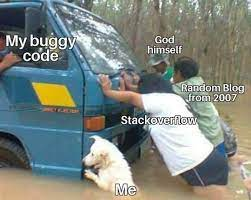 My buggy
code
God
himself
Random Blog
from 2007
Stackoverflow
Me